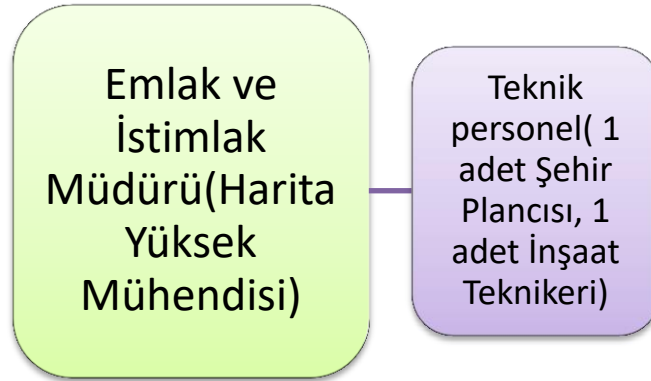 Emlak ve
İstimlak
Müdürü(Harita
Yüksek
Mühendisi)
Teknik
personel( 1
adet Şehir
Plancısı, 1
adet İnşaat
Teknikeri)